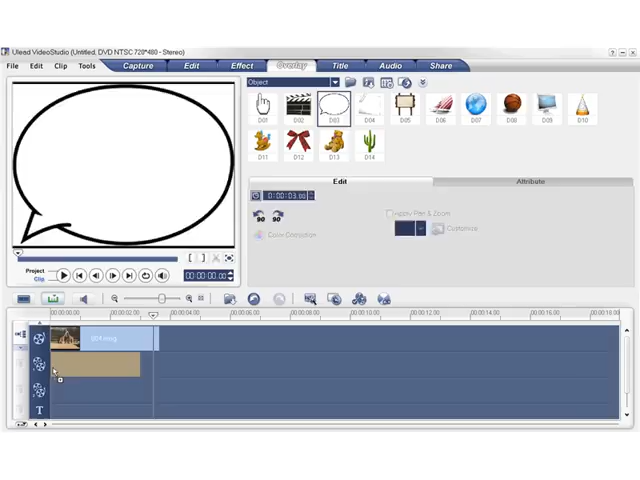 Ulead VideoStudio (Untitled, DVD NTSC 720*480 - Stereo)
File Edit Clip Tools Capture Edit Effect Overlay Title Audio Share
Object
D01 D02 D03 D04 D05 D06 D07 D08 D09 D10
D11 D12 D13 D14
Edit Attribute
0:00:03.00
90 90
Apply Pan & Zoom
Customize
Color Correction
Project
Clip
00:00:00.00
00:00:00.00 00:00:02.00 00:00:04.00 00:00:06.00 00:00:08.00 00:00:10.00 00:00:12.00 00:00:14.00 00:00:16.00
T